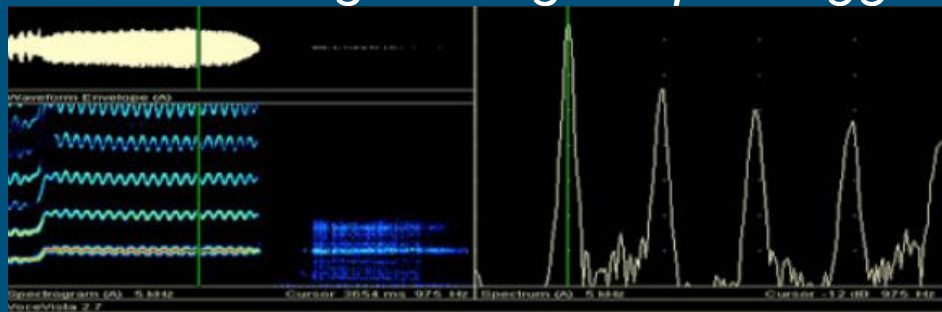 Waveform Envelope (A)
Spectrogram (A) 5 kHz Cursor 3654 ms 975 Hz
Spectrum (A) 5 kHz Cursor -12 dB 975 Hz
VoceVista 2.7